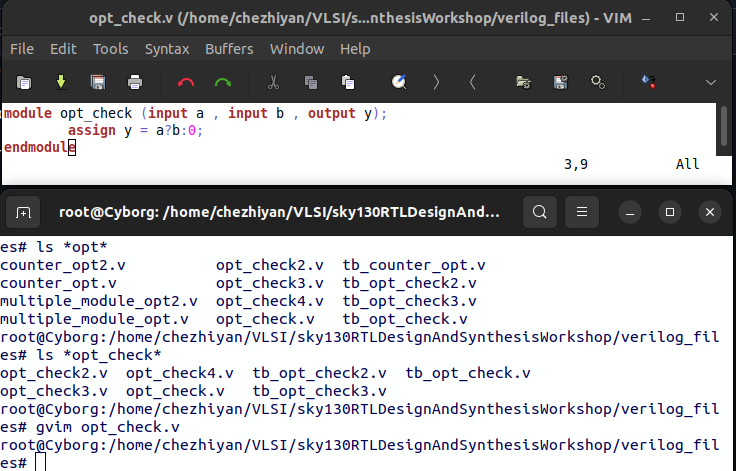 opt_check.v (/home/chezhiyan/VLSI/s...nthesisWorkshop/verilog_files) - VIM
File Edit Tools Syntax Buffers Window Help
module opt_check (input a , input b , output y);
        assign y = a?b:0;
endmodule
3,9 All
root@Cyborg: /home/chezhiyan/VLSI/sky130RTLDesignAnd...
es# ls *opt*
counter_opt2.v          opt_check2.v  tb_counter_opt.v
counter_opt.v           opt_check3.v  tb_opt_check2.v
multiple_module_opt2.v  opt_check4.v  tb_opt_check3.v
multiple_module_opt.v   opt_check.v   tb_opt_check.v
root@Cyborg:/home/chezhiyan/VLSI/sky130RTLDesignAndSynthesisWorkshop/verilog_fil
es# ls *opt_check*
opt_check2.v  opt_check4.v  tb_opt_check2.v  tb_opt_check.v
opt_check3.v  opt_check.v   tb_opt_check3.v
root@Cyborg:/home/chezhiyan/VLSI/sky130RTLDesignAndSynthesisWorkshop/verilog_fil
es# gvim opt_check.v
root@Cyborg:/home/chezhiyan/VLSI/sky130RTLDesignAndSynthesisWorkshop/verilog_fil
es#